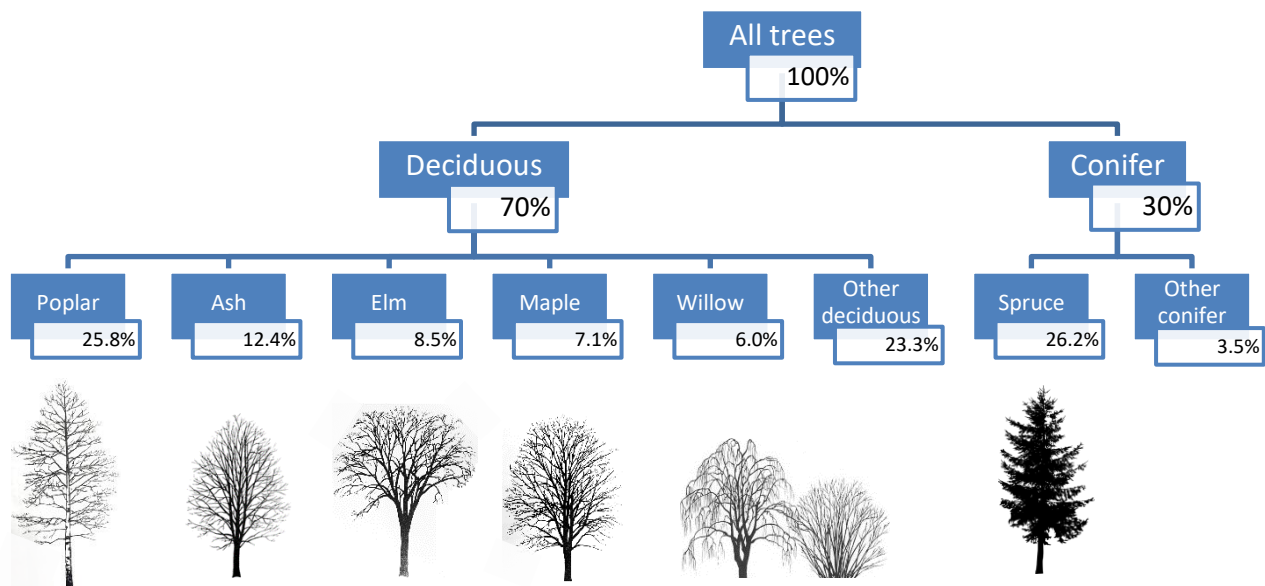 All trees
100%
Deciduous
70%
Conifer
30%
Poplar
25.8%
Ash
12.4%
Elm
8.5%
Maple
7.1%
Willow
6.0%
Other
deciduous
23.3%
Spruce
26.2%
Other
conifer
3.5%